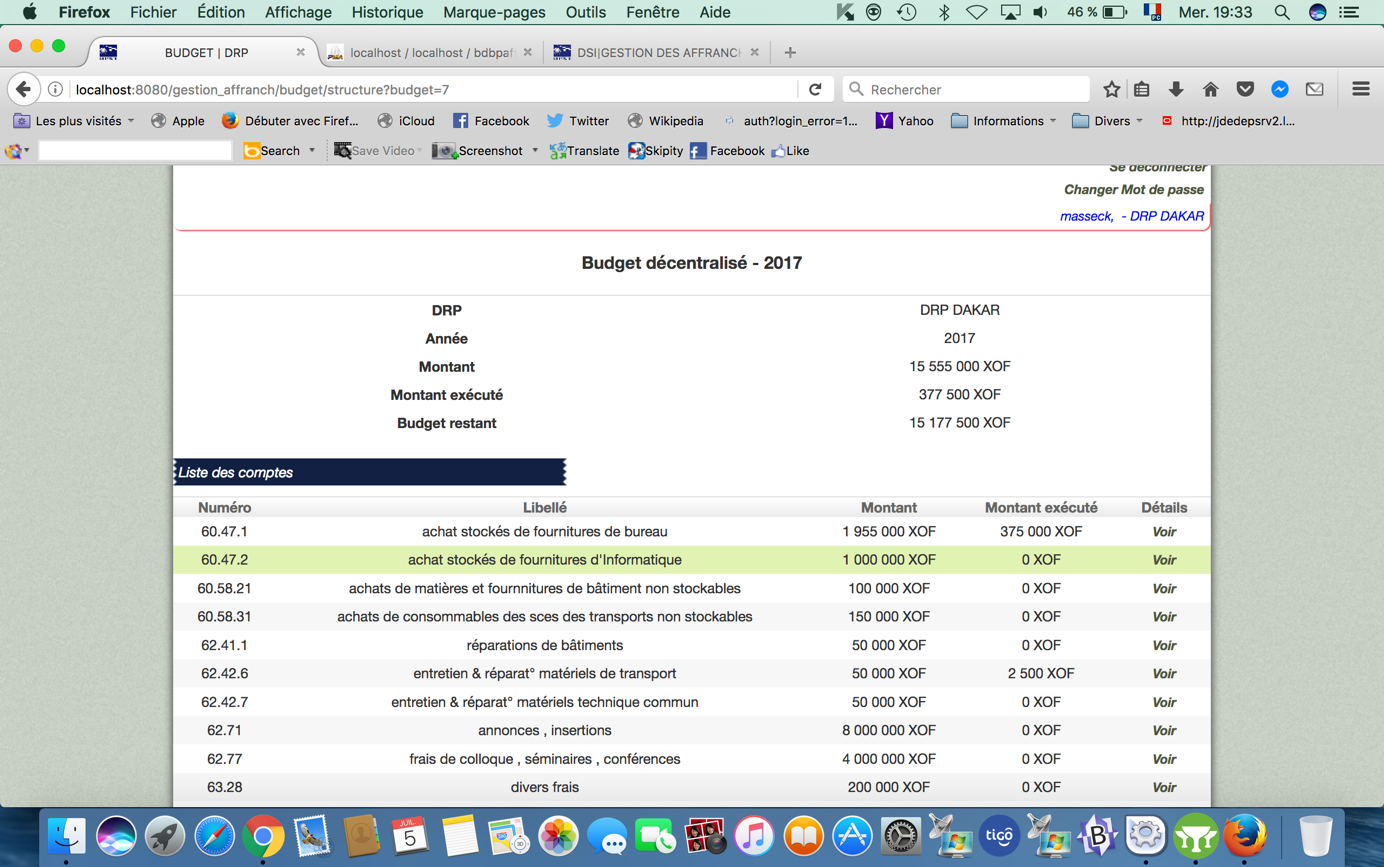 Firefox Fichier Édition Affichage Historique Marque-pages Outils Fenêtre Aide 46 % PC Mer. 19:33
BUDGET | DRP localhost / localhost / bdbpaf DSI|GESTION DES AFFRANCH
localhost:8080/gestion_affranch/budget/structure?budget=7 Rechercher
Les plus visités Apple Débuter avec Firef... iCloud Facebook Twitter Wikipedia auth?login_error=1... Yahoo Informations Divers http://jdedepsrv2.l...
Search Save Video Screenshot Translate Skipity Facebook Like
Se déconnecter
Changer Mot de passe
masseck, - DRP DAKAR
Budget décentralisé - 2017
DRP DRP DAKAR
Année 2017
Montant 15 555 000 XOF
Montant exécuté 377 500 XOF
Budget restant 15 177 500 XOF
Liste des comptes
Numéro Libellé Montant Montant exécuté Détails
60.47.1 achat stockés de fournitures de bureau 1 955 000 XOF 375 000 XOF Voir
60.47.2 achat stockés de fournitures d'Informatique 1 000 000 XOF 0 XOF Voir
60.58.21 achats de matières et fournnitures de bâtiment non stockables 100 000 XOF 0 XOF Voir
60.58.31 achats de consommables des sces des transports non stockables 150 000 XOF 0 XOF Voir
62.41.1 réparations de bâtiments 50 000 XOF 0 XOF Voir
62.42.6 entretien & réparat° matériels de transport 50 000 XOF 2 500 XOF Voir
62.42.7 entretien & réparat° matériels technique commun 50 000 XOF 0 XOF Voir
62.71 annonces , insertions 8 000 000 XOF 0 XOF Voir
62.77 frais de colloque , séminaires , conférences 4 000 000 XOF 0 XOF Voir
63.28 divers frais 200 000 XOF 0 XOF Voir
JUIL. 5 3D tigo B